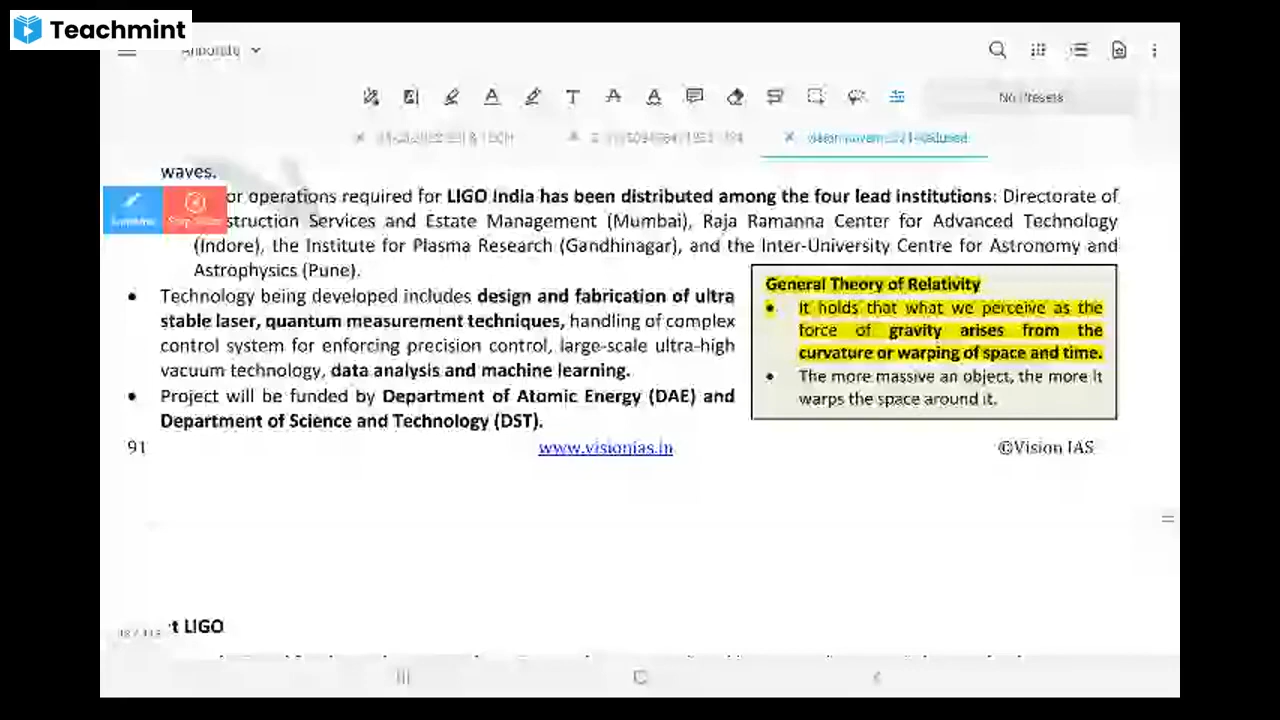 Teachmint
Annotate
No Presets
waves.
or operations required for LIGO India has been distributed among the four lead institutions: Directorate of
struction Services and Estate Management (Mumbai), Raja Ramanna Center for Advanced Technology
(Indore), the Institute for Plasma Research (Gandhinagar), and the Inter-University Centre for Astronomy and
Astrophysics (Pune).
• Technology being developed includes design and fabrication of ultra
stable laser, quantum measurement techniques, handling of complex
control system for enforcing precision control, large-scale ultra-high
vacuum technology, data analysis and machine learning.
• Project will be funded by Department of Atomic Energy (DAE) and
Department of Science and Technology (DST).
General Theory of Relativity
• It holds that what we perceive as the
force of gravity arises from the
curvature or warping of space and time.
• The more massive an object, the more it
warps the space around it.
91 www.visionias.in ©Vision IAS
t LIGO